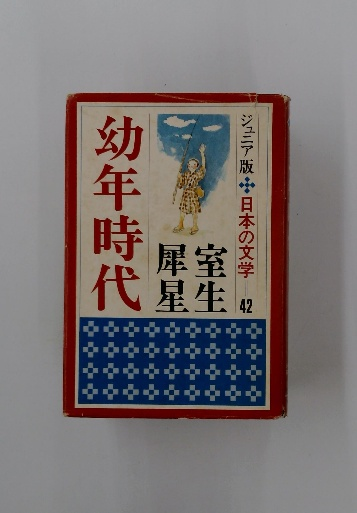 ジュニア版 日本の文学 42
室生
犀星
幼年時代